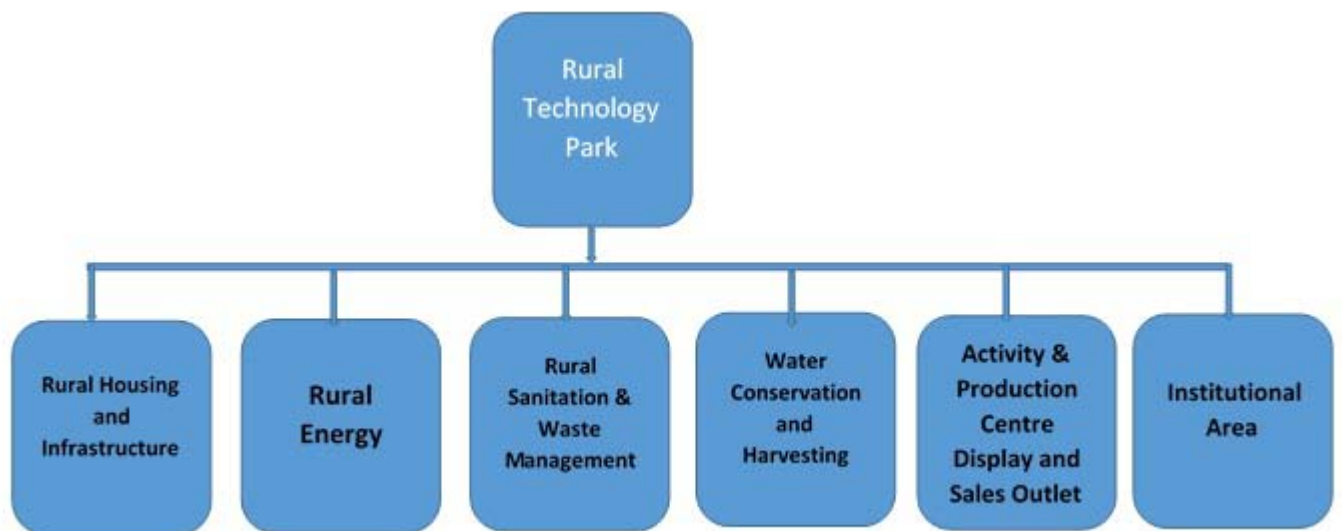 Rural
Technology
Park
Rural Housing
and
Infrastructure
Rural
Energy
Rural
Sanitation &
Waste
Management
Water
Conservation
and
Harvesting
Activity &
Production
Centre
Display and
Sales Outlet
Institutional
Area